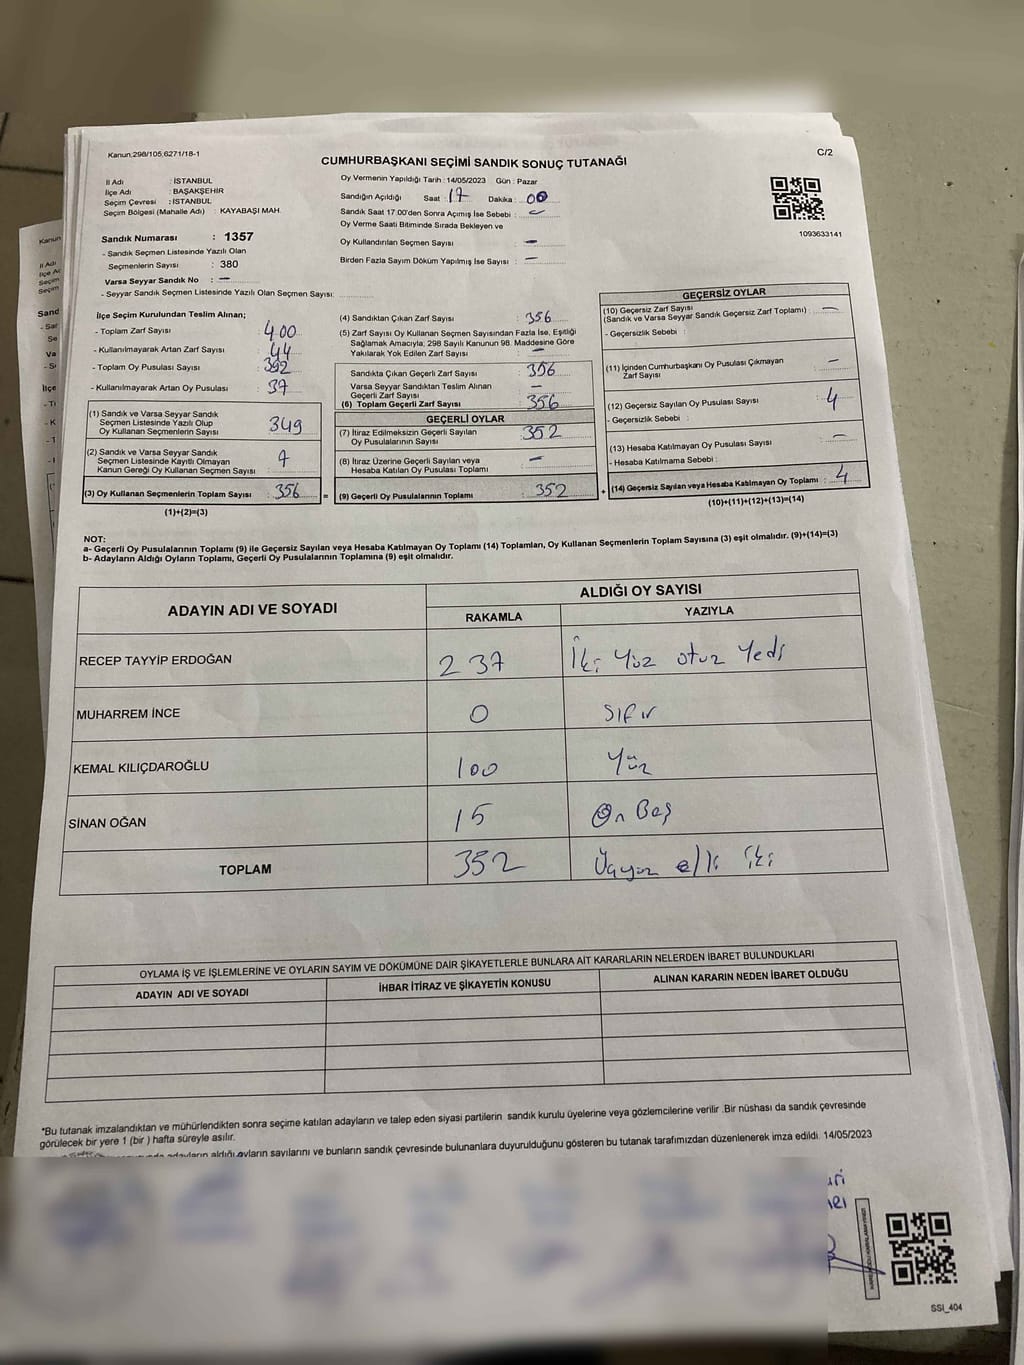 Kanun,298/105,6271/18-1
C/2
CUMHURBAŞKANI SEÇİMİ SANDIK SONUÇ TUTANAĞI
İl Adı : İSTANBUL
İlçe Adı : BAŞAKŞEHİR
Seçim Çevresi : İSTANBUL
Seçim Bölgesi (Mahalle Adı) : KAYABAŞI MAH.
Sandık Numarası : 1357
- Sandık Seçmen Listesinde Yazılı Olan
Seçmenlerin Sayısı : 380
Varsa Seyyar Sandık No : -
- Seyyar Sandık Seçmen Listesinde Yazılı Olan Seçmen Sayısı:
Oy Vermenin Yapıldığı Tarih : 14/05/2023 Gün : Pazar
Sandığın Açıldığı Saat : 17 Dakika : 00
Sandık Saat 17.00'den Sonra Açımış İse Sebebi : -
Oy Verme Saati Bitiminde Sırada Bekleyen ve
Oy Kullandırılan Seçmen Sayısı : -
Birden Fazla Sayım Döküm Yapılmış İse Sayısı : -
1093633141
İlçe Seçim Kurulundan Teslim Alınan;
- Toplam Zarf Sayısı : 400
- Kullanılmayarak Artan Zarf Sayısı : 44
- Toplam Oy Pusulası Sayısı : 392
- Kullanılmayarak Artan Oy Pusulası : 37
(1) Sandık ve Varsa Seyyar Sandık
Seçmen Listesinde Yazılı Olup
Oy Kullanan Seçmenlerin Sayısı : 349
(2) Sandık ve Varsa Seyyar Sandık
Seçmen Listesinde Kayıtlı Olmayan
Kanun Gereği Oy Kullanan Seçmen Sayısı : 7
(3) Oy Kullanan Seçmenlerin Toplam Sayısı : 356 =
(1)+(2)=(3)
(4) Sandıktan Çıkan Zarf Sayısı : 356
(5) Zarf Sayısı Oy Kullanan Seçmen Sayısından Fazla İse, Eşitliği
Sağlamak Amacıyla, 298 Sayılı Kanunun 98. Maddesine Göre
Yakılarak Yok Edilen Zarf Sayısı : -
Sandıkta Çıkan Geçerli Zarf Sayısı : 356
Varsa Seyyar Sandıktan Teslim Alınan
Geçerli Zarf Sayısı : -
(6) Toplam Geçerli Zarf Sayısı : 356
GEÇERLİ OYLAR
(7) İtiraz Edilmeksizin Geçerli Sayılan
Oy Pusulalarının Sayısı : 352
(8) İtiraz Üzerine Geçerli Sayılan veya
Hesaba Katılan Oy Pusulası Toplamı : -
(9) Geçerli Oy Pusulalarının Toplamı : 352 +
GEÇERSİZ OYLAR
(10) Geçersiz Zarf Sayısı : -
(Sandık ve Varsa Seyyar Sandık Geçersiz Zarf Toplamı)
- Geçersizlik Sebebi :
(11) İçinden Cumhurbaşkanı Oy Pusulası Çıkmayan
Zarf Sayısı : -
(12) Geçersiz Sayılan Oy Pusulası Sayısı : 4
- Geçersizlik Sebebi :
(13) Hesaba Katılmayan Oy Pusulası Sayısı : -
- Hesaba Katılmama Sebebi :
(14) Geçersiz Sayılan veya Hesaba Katılmayan Oy Toplamı : 4
(10)+(11)+(12)+(13)=(14)
NOT:
a- Geçerli Oy Pusulalarının Toplamı (9) ile Geçersiz Sayılan veya Hesaba Katılmayan Oy Toplamı (14) Toplamları, Oy Kullanan Seçmenlerin Toplam Sayısına (3) eşit olmalıdır. (9)+(14)=(3)
b- Adayların Aldığı Oyların Toplamı, Geçerli Oy Pusulalarının Toplamına (9) eşit olmalıdır.
ADAYIN ADI VE SOYADI
ALDIĞI OY SAYISI
RAKAMLA YAZIYLA
RECEP TAYYİP ERDOĞAN 237 İki Yüz otuz Yedi
MUHARREM İNCE 0 Sıfır
KEMAL KILIÇDAROĞLU 100 Yüz
SİNAN OĞAN 15 On Beş
TOPLAM 352 Üçyüz elli iki
OYLAMA İŞ VE İŞLEMLERİNE VE OYLARIN SAYIM VE DÖKÜMÜNE DAİR ŞİKAYETLERLE BUNLARA AİT KARARLARIN NELERDEN İBARET BULUNDUKLARI
ADAYIN ADI VE SOYADI
İHBAR İTİRAZ VE ŞİKAYETİN KONUSU
ALINAN KARARIN NEDEN İBARET OLDUĞU
*Bu tutanak imzalandıktan ve mühürlendikten sonra seçime katılan adayların ve talep eden siyasi partilerin sandık kurulu üyelerine veya gözlemcilerine verilir .Bir nüshası da sandık çevresinde
görülecek bir yere 1 (bir ) hafta süreyle asılır.
adayların aldığı oyların sayılarını ve bunların sandık çevresinde bulunanlara duyurulduğunu gösteren bu tutanak tarafımızdan düzenlenerek imza edildi. 14/05/2023
SSI_404